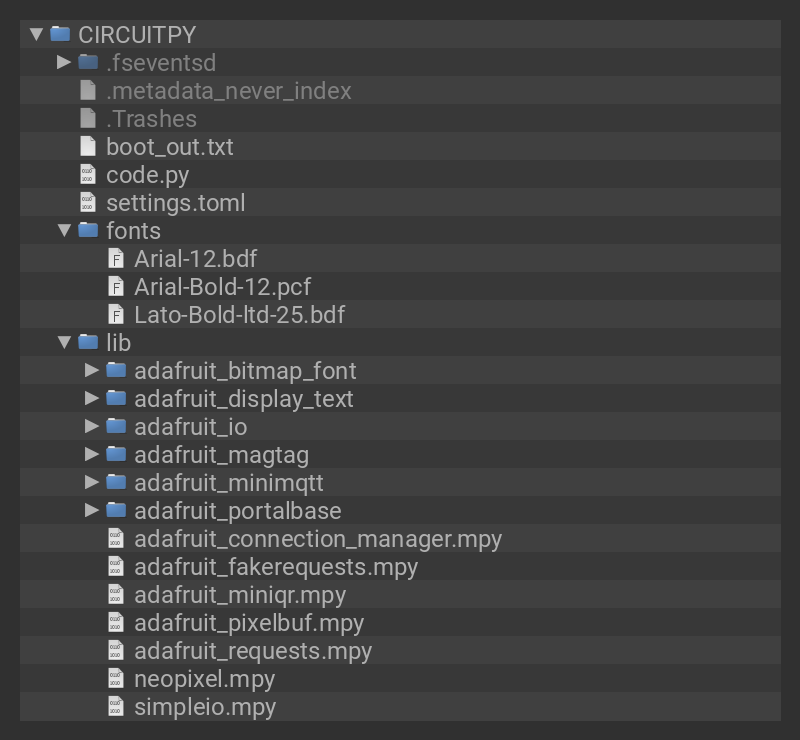 CIRCUITPY
.fseventsd
.metadata_never_index
.Trashes
boot_out.txt
code.py
settings.toml
fonts
Arial-12.bdf
Arial-Bold-12.pcf
Lato-Bold-ltd-25.bdf
lib
adafruit_bitmap_font
adafruit_display_text
adafruit_io
adafruit_magtag
adafruit_minimqtt
adafruit_portalbase
adafruit_connection_manager.mpy
adafruit_fakerequests.mpy
adafruit_miniqr.mpy
adafruit_pixelbuf.mpy
adafruit_requests.mpy
neopixel.mpy
simpleio.mpy